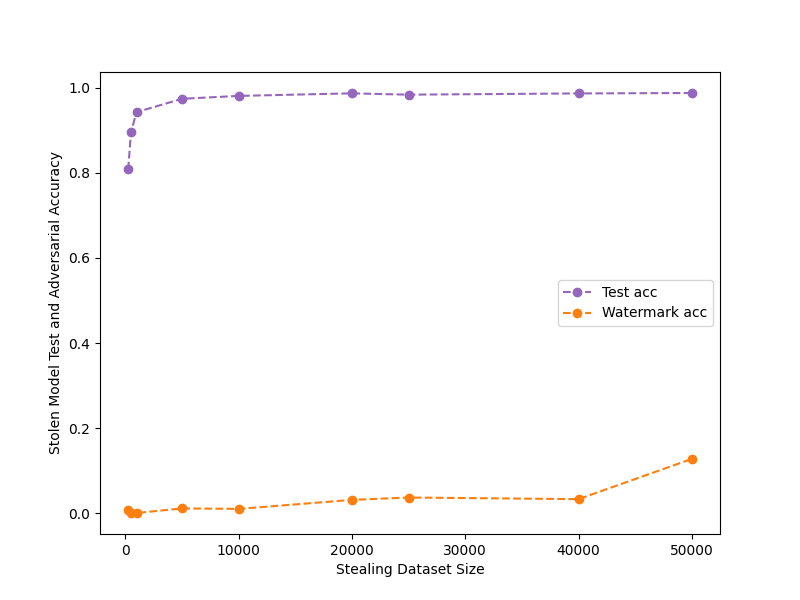 1.0
0.8
0.6
0.4
0.2
0.0
Stolen Model Test and Adversarial Accuracy
Test acc
Watermark acc
0 10000 20000 30000 40000 50000
Stealing Dataset Size